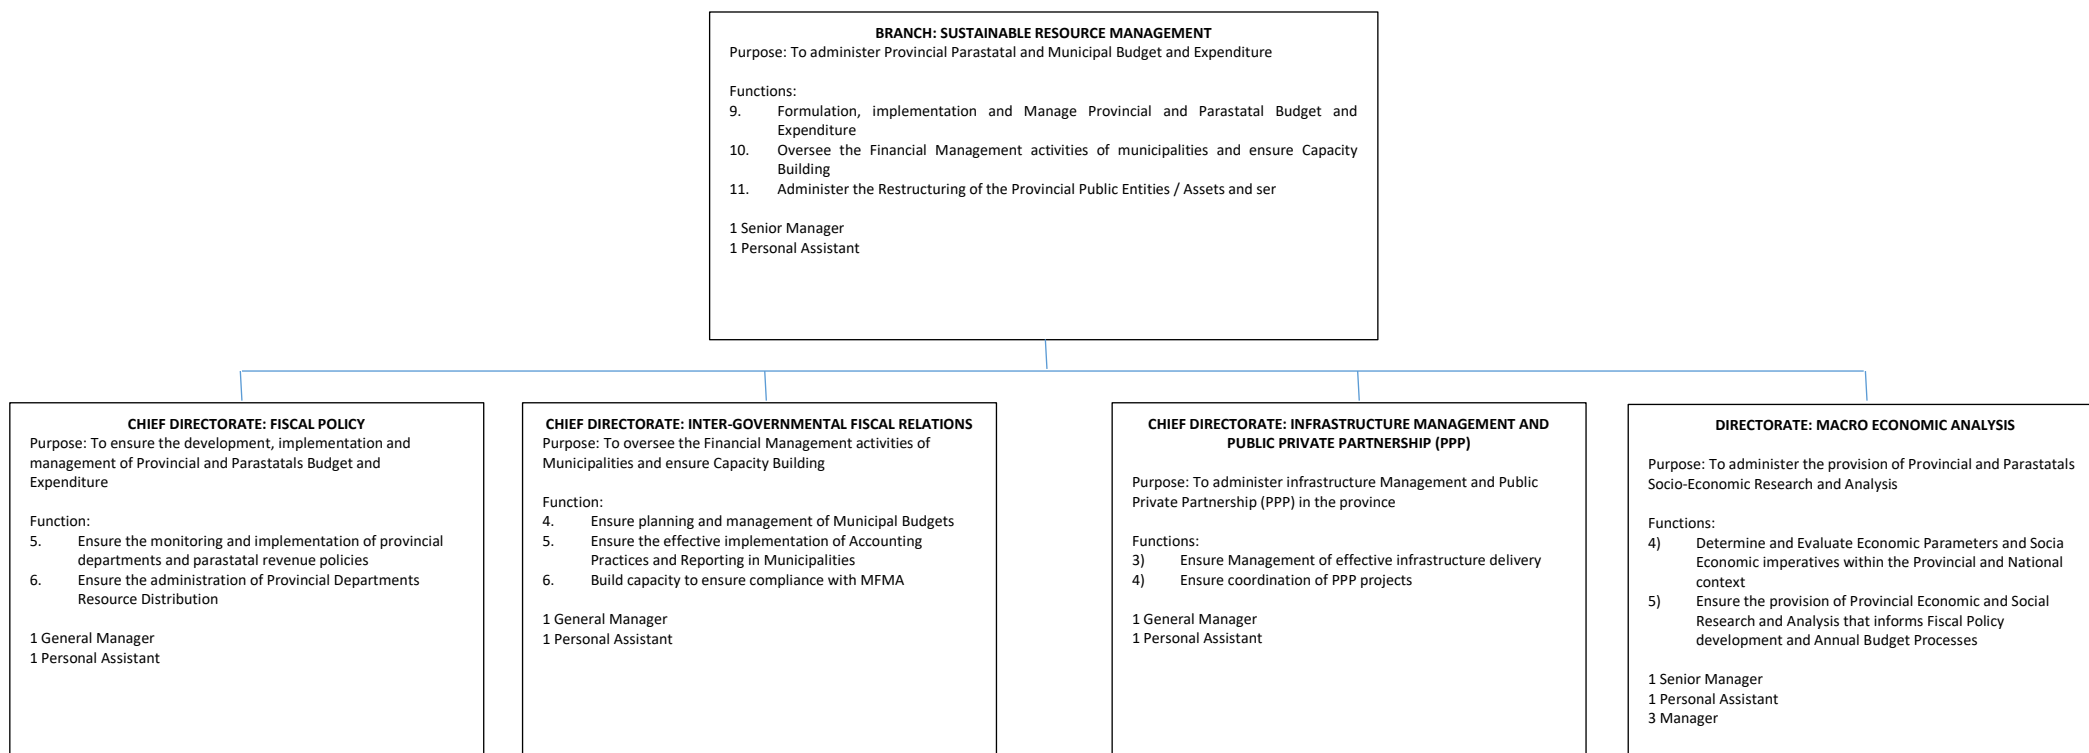 BRANCH: SUSTAINABLE RESOURCE MANAGEMENT
Purpose: To administer Provincial Parastatal and Municipal Budget and Expenditure
Functions:
9. Formulation, implementation and Manage Provincial and Parastatal Budget and
Expenditure
10. Oversee the Financial Management activities of municipalities and ensure Capacity
Building
11. Administer the Restructuring of the Provincial Public Entities / Assets and ser
1 Senior Manager
1 Personal Assistant
CHIEF DIRECTORATE: FISCAL POLICY
Purpose: To ensure the development, implementation and
management of Provincial and Parastatals Budget and
Expenditure
Function:
5. Ensure the monitoring and implementation of provincial
departments and parastatal revenue policies
6. Ensure the administration of Provincial Departments
Resource Distribution
1 General Manager
1 Personal Assistant
CHIEF DIRECTORATE: INTER-GOVERNMENTAL FISCAL RELATIONS
Purpose: To oversee the Financial Management activities of
Municipalities and ensure Capacity Building
Function:
4. Ensure planning and management of Municipal Budgets
5. Ensure the effective implementation of Accounting
Practices and Reporting in Municipalities
6. Build capacity to ensure compliance with MFMA
1 General Manager
1 Personal Assistant
CHIEF DIRECTORATE: INFRASTRUCTURE MANAGEMENT AND
PUBLIC PRIVATE PARTNERSHIP (PPP)
Purpose: To administer infrastructure Management and Public
Private Partnership (PPP) in the province
Functions:
3) Ensure Management of effective infrastructure delivery
4) Ensure coordination of PPP projects
1 General Manager
1 Personal Assistant
DIRECTORATE: MACRO ECONOMIC ANALYSIS
Purpose: To administer the provision of Provincial and Parastatals
Socio-Economic Research and Analysis
Functions:
4) Determine and Evaluate Economic Parameters and Socia
Economic imperatives within the Provincial and National
context
5) Ensure the provision of Provincial Economic and Social
Research and Analysis that informs Fiscal Policy
development and Annual Budget Processes
1 Senior Manager
1 Personal Assistant
3 Manager